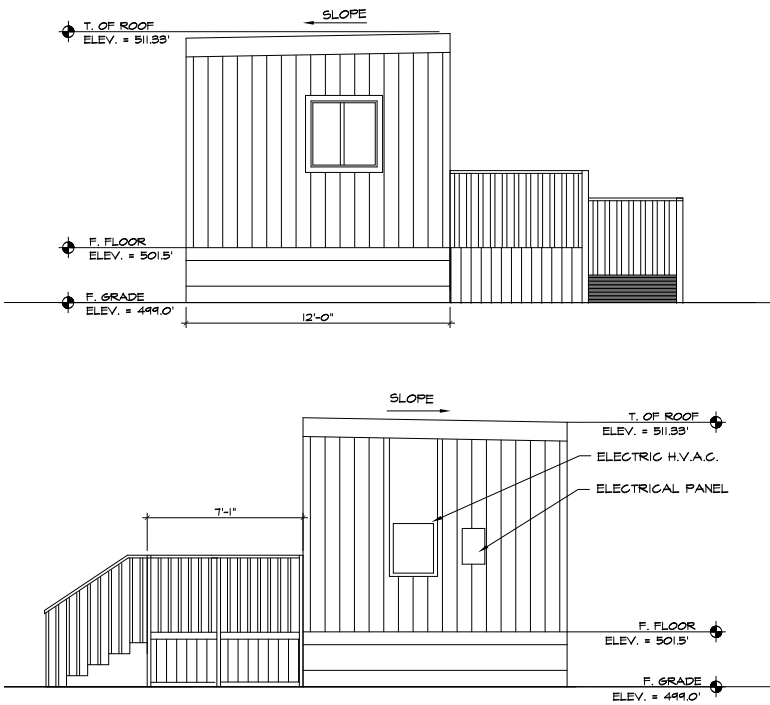 SLOPE
T. OF ROOF
ELEV. = 511.33'
F. FLOOR
ELEV. = 501.5'
F. GRADE
ELEV. = 499.0'
12'-0"
SLOPE
T. OF ROOF
ELEV. = 511.33'
ELECTRIC H.V.A.C.
ELECTRICAL PANEL
7'-1"
F. FLOOR
ELEV. = 501.5'
F. GRADE
ELEV. = 499.0'